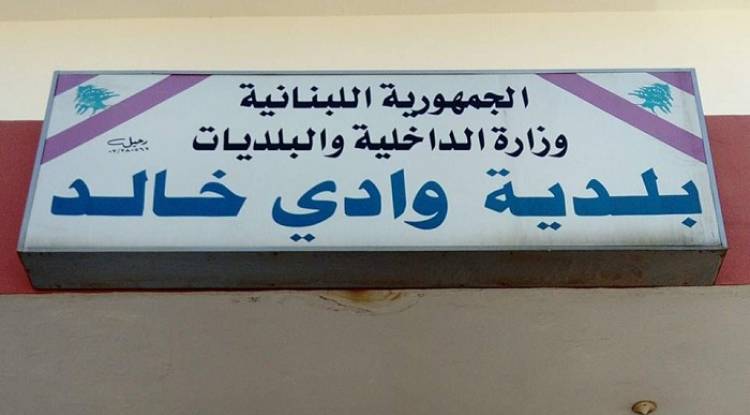 الجمهورية اللبنانية
وزارة الداخلية والبلديات
بلدية وادي خالد